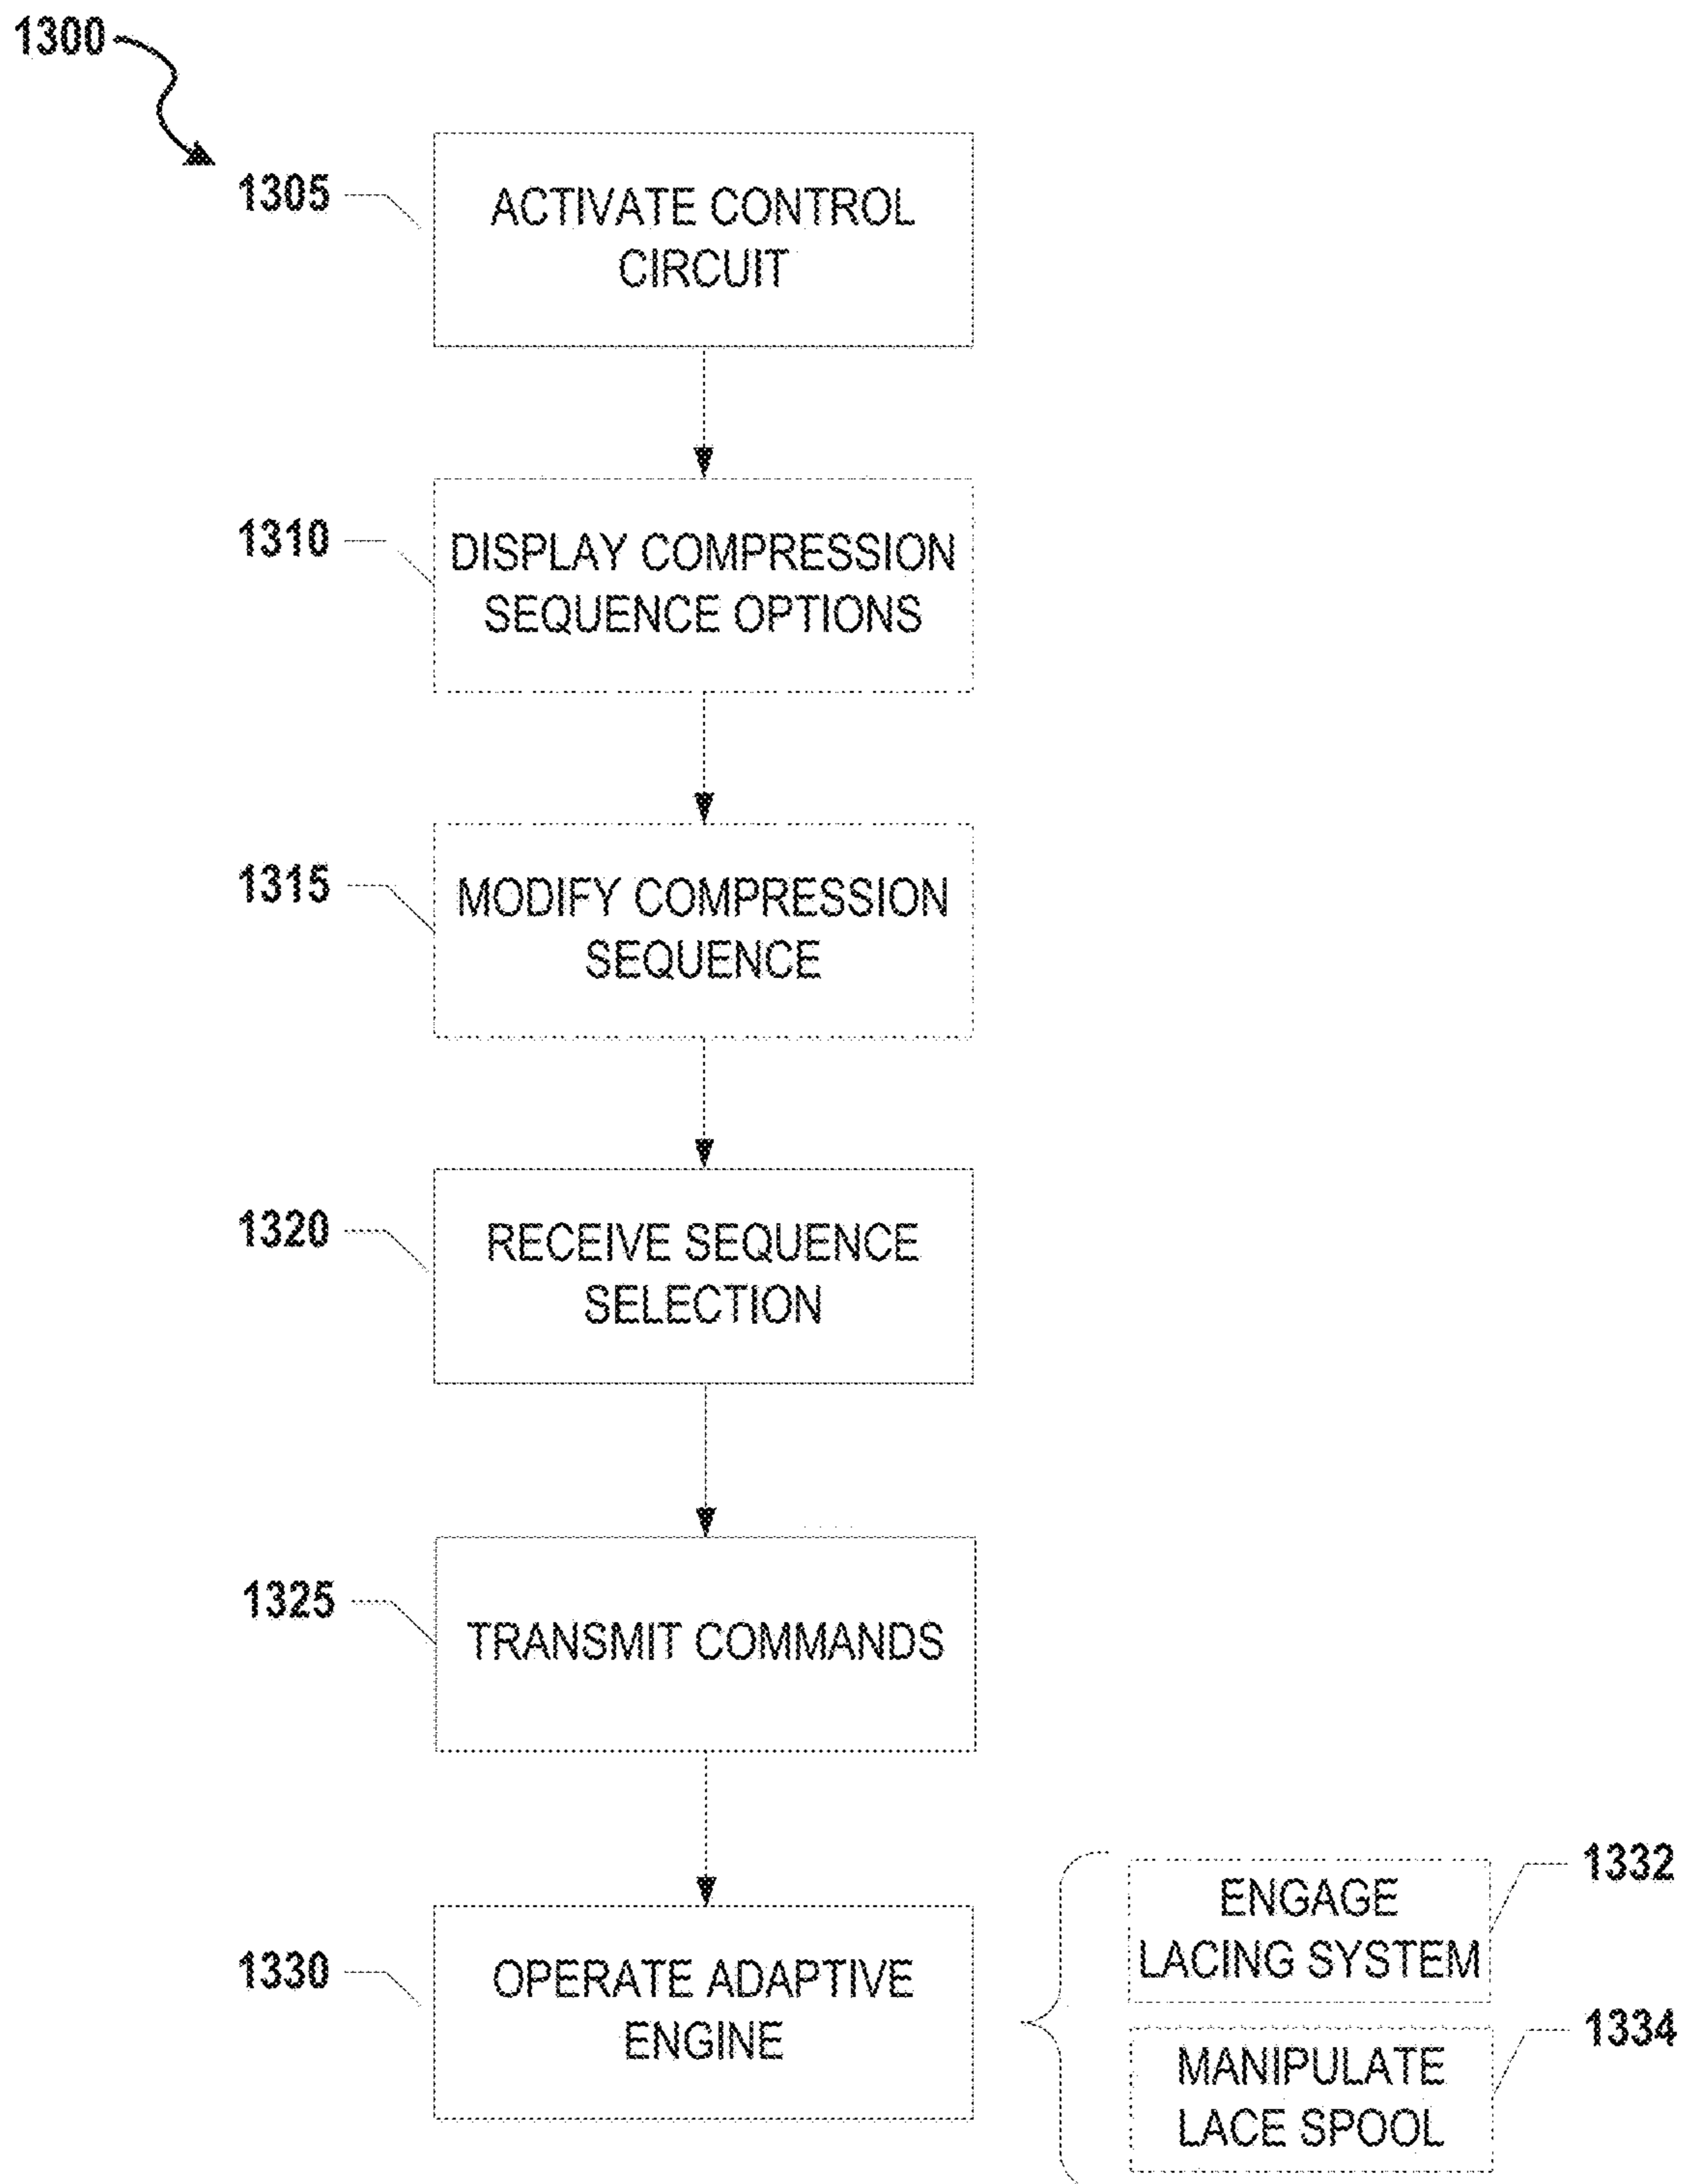 1300
1305
ACTIVATE CONTROL
CIRCUIT
1310
DISPLAY COMPRESSION
SEQUENCE OPTIONS
1315
MODIFY COMPRESSION
SEQUENCE
1320
RECEIVE SEQUENCE
SELECTION
1325
TRANSMIT COMMANDS
1330
OPERATE ADAPTIVE
ENGINE
1332
ENGAGE
LACING SYSTEM
1334
MANIPULATE
LACE SPOOL